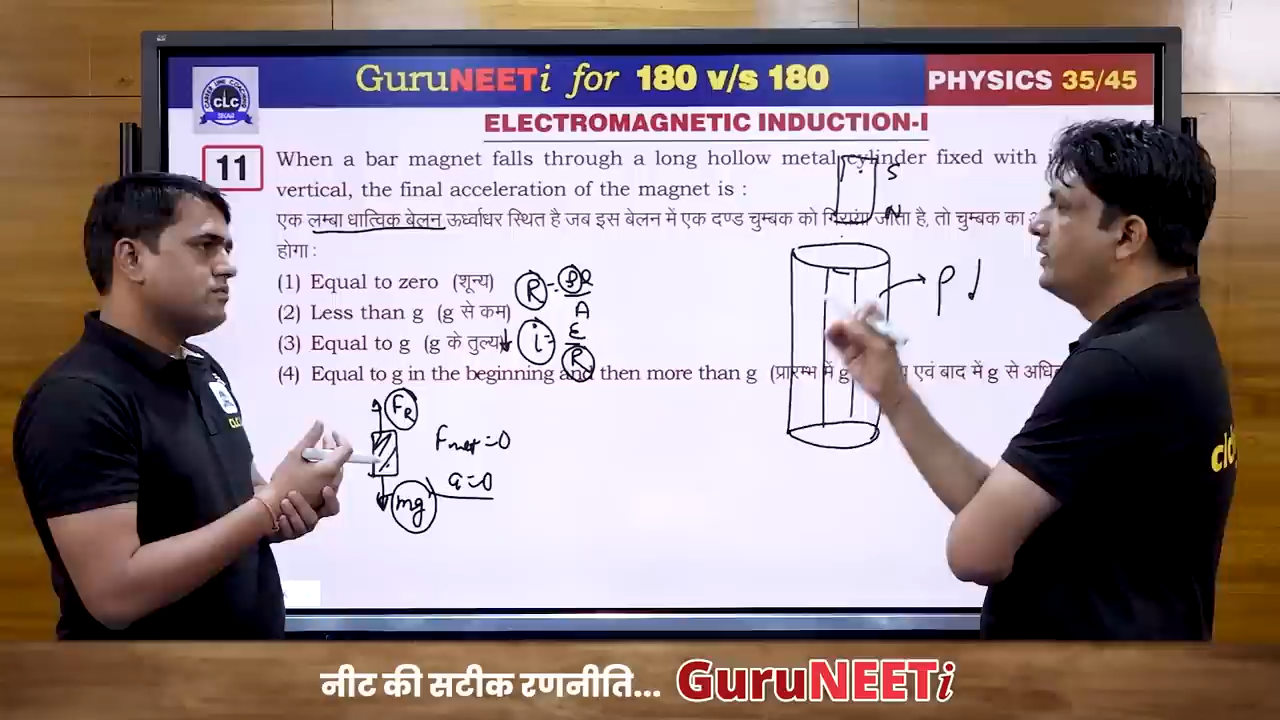 GuruNEETi for 180 v/s 180
PHYSICS 35/45
CLC
ELECTROMAGNETIC INDUCTION-I
11
When a bar magnet falls through a long hollow metal cylinder fixed with
vertical, the final acceleration of the magnet is :
एक लम्बा धात्विक बेलन ऊर्ध्वाधर स्थित है जब इस बेलन में एक दण्ड चुम्बक को गिराया जाता है, तो चुम्बक का
होगा :
(1) Equal to zero (शून्य)
(2) Less than g (g से कम)
(3) Equal to g (g के तुल्य)
(4) Equal to g in the beginning and then more than g (प्रारम्भ में g एवं बाद में g से
S
N
ρ ↓
R =
A
i = ε
R
FR
Fnet = 0
a = 0
mg
नीट की सटीक रणनीति... GuruNEETi